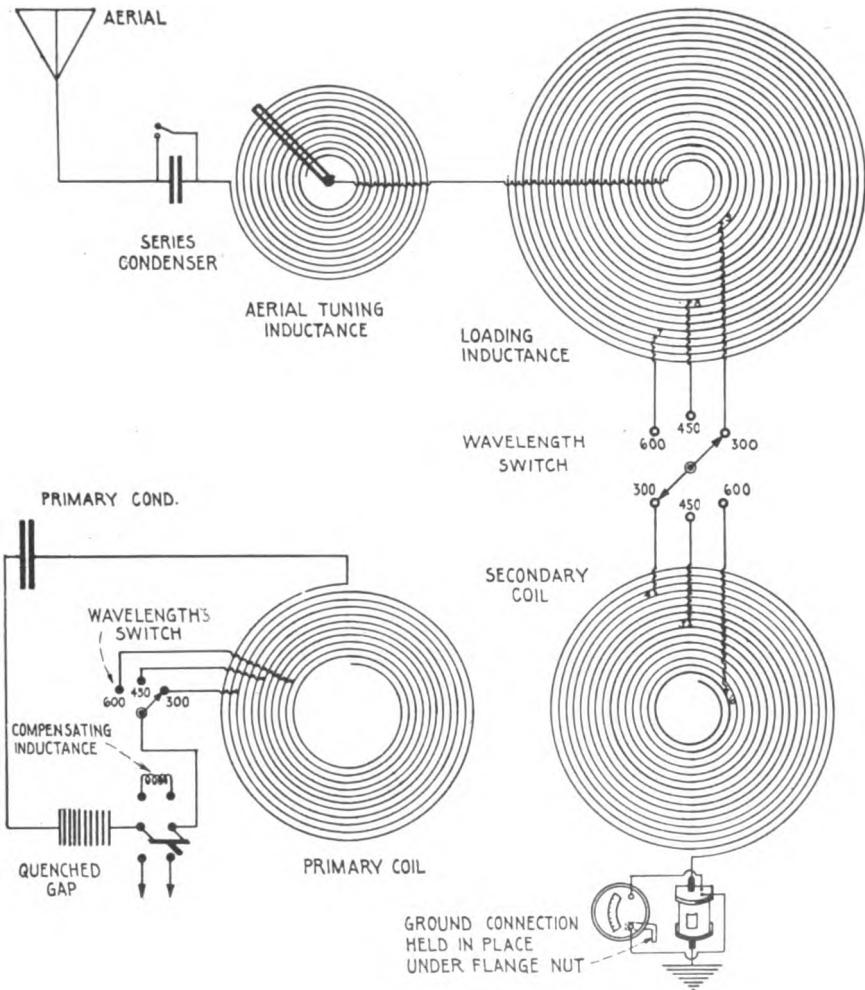 AERIAL
SERIES
CONDENSER
AERIAL TUNING
INDUCTANCE
LOADING
INDUCTANCE
600
450
300
WAVELENGTH
SWITCH
300
450
600
PRIMARY COND.
SECONDARY
COIL
WAVELENGTH'S
SWITCH
600
450
300
COMPENSATING
INDUCTANCE
QUENCHED
GAP
PRIMARY COIL
GROUND CONNECTION
HELD IN PLACE
UNDER FLANGE NUT